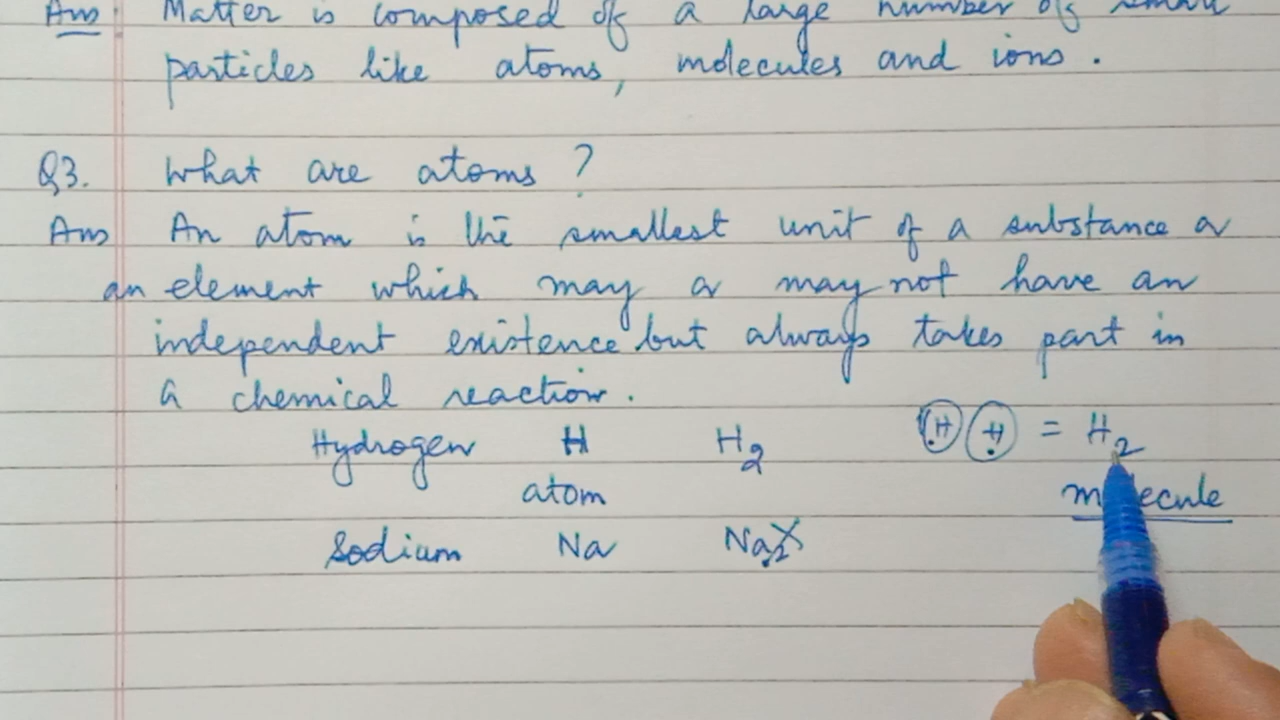 Ans: Matter is composed of a large number of small
particles like atoms, molecules and ions.
Q3. What are atoms?
Ans An atom is the smallest unit of a substance or
an element which may or may not have an
independent existence but always takes part in
a chemical reaction.
Hydrogen H H2 H H = H2
atom molecule
Sodium Na Na2